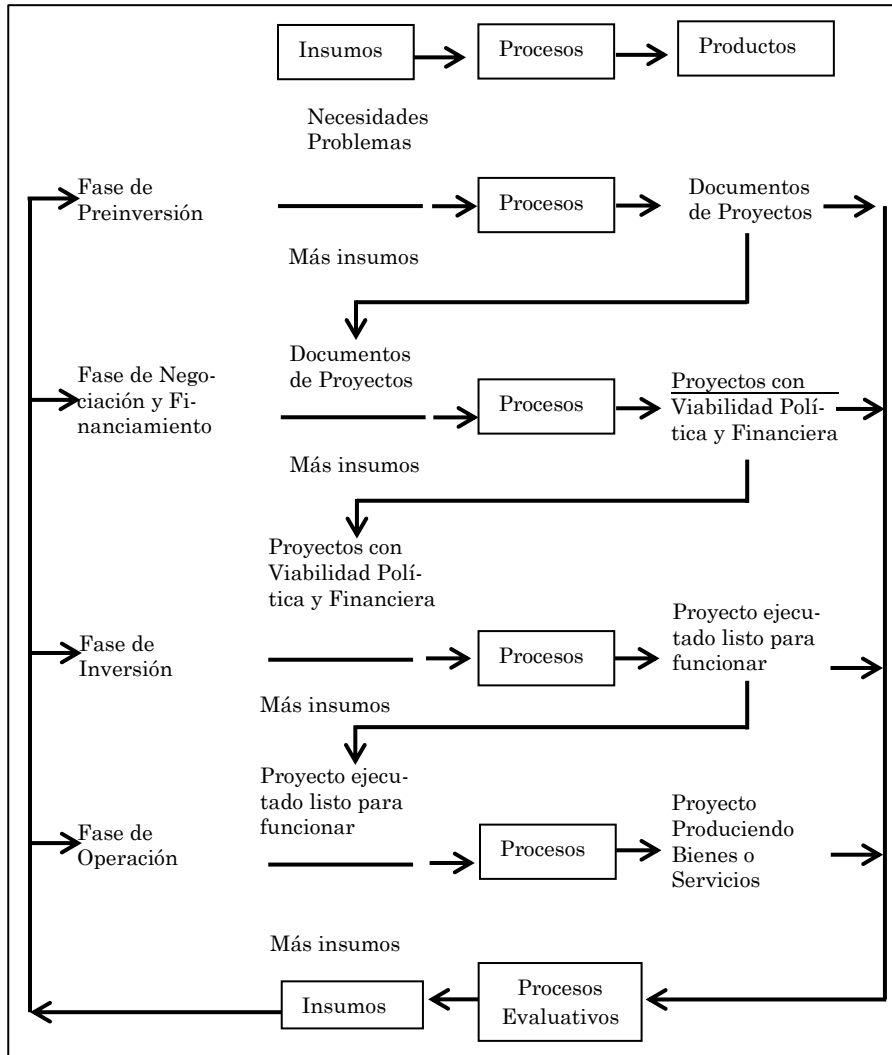 Insumos
Procesos
Productos
Necesidades
Problemas
Fase de
Preinversión
Procesos
Documentos
de Proyectos
Más insumos
Documentos
de Proyectos
Fase de Nego-
ciación y Fi-
nanciamiento
Procesos
Proyectos con
Viabilidad Polí-
tica y Financiera
Más insumos
Proyectos con
Viabilidad Polí-
tica y Financiera
Fase de
Inversión
Procesos
Proyecto ejecu-
tado listo para
funcionar
Más insumos
Proyecto ejecu-
tado listo para
funcionar
Fase de
Operación
Procesos
Proyecto
Produciendo
Bienes o
Servicios
Más insumos
Insumos
Procesos
Evaluativos